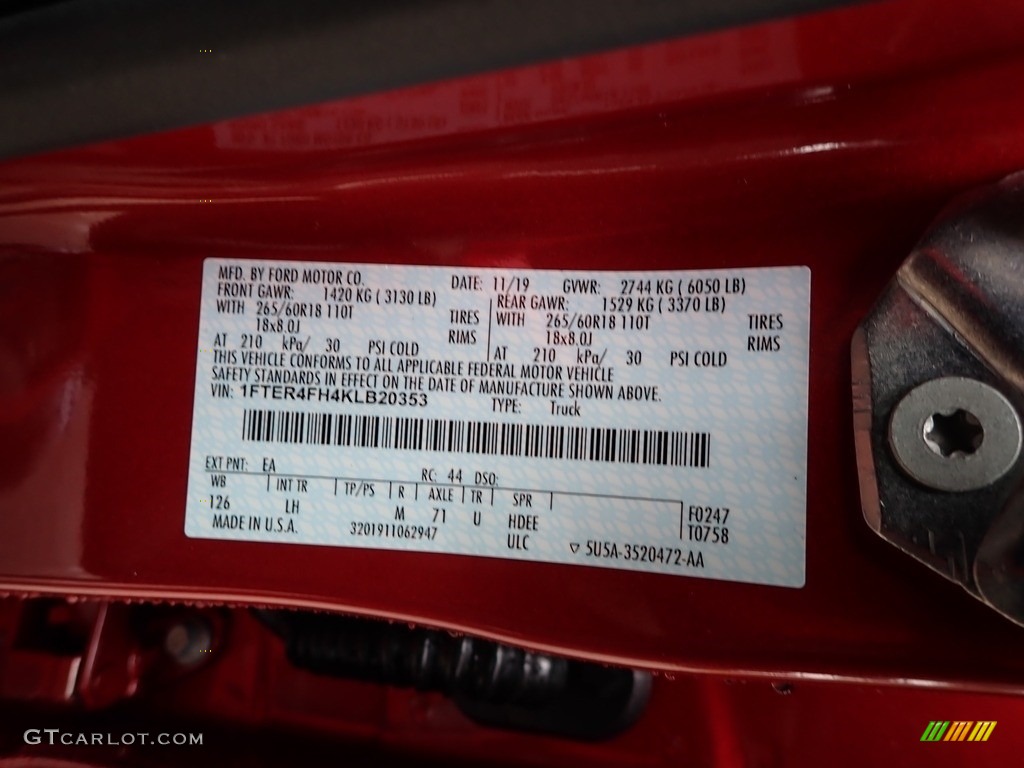 MFD. BY FORD MOTOR CO. DATE: 11/19 GVWR: 2744 KG ( 6050 LB)
FRONT GAWR: 1420 KG ( 3130 LB) REAR GAWR: 1529 KG ( 3370 LB)
WITH 265/60R18 110T TIRES WITH 265/60R18 110T TIRES
18x8.0J RIMS 18x8.0J RIMS
AT 210 kPa/ 30 PSI COLD AT 210 kPa/ 30 PSI COLD
THIS VEHICLE CONFORMS TO ALL APPLICABLE FEDERAL MOTOR VEHICLE
SAFETY STANDARDS IN EFFECT ON THE DATE OF MANUFACTURE SHOWN ABOVE.
VIN: 1FTER4FH4KLB20353 TYPE: Truck
EXT PNT: EA RC: 44 DSO:
WB INT TR TP/PS R AXLE TR SPR
126 LH M 71 U HDEE F0247
ULC T0758
MADE IN U.S.A. 3201911062947 ▽ 5U5A-3520472-AA
GTCARLOT.COM